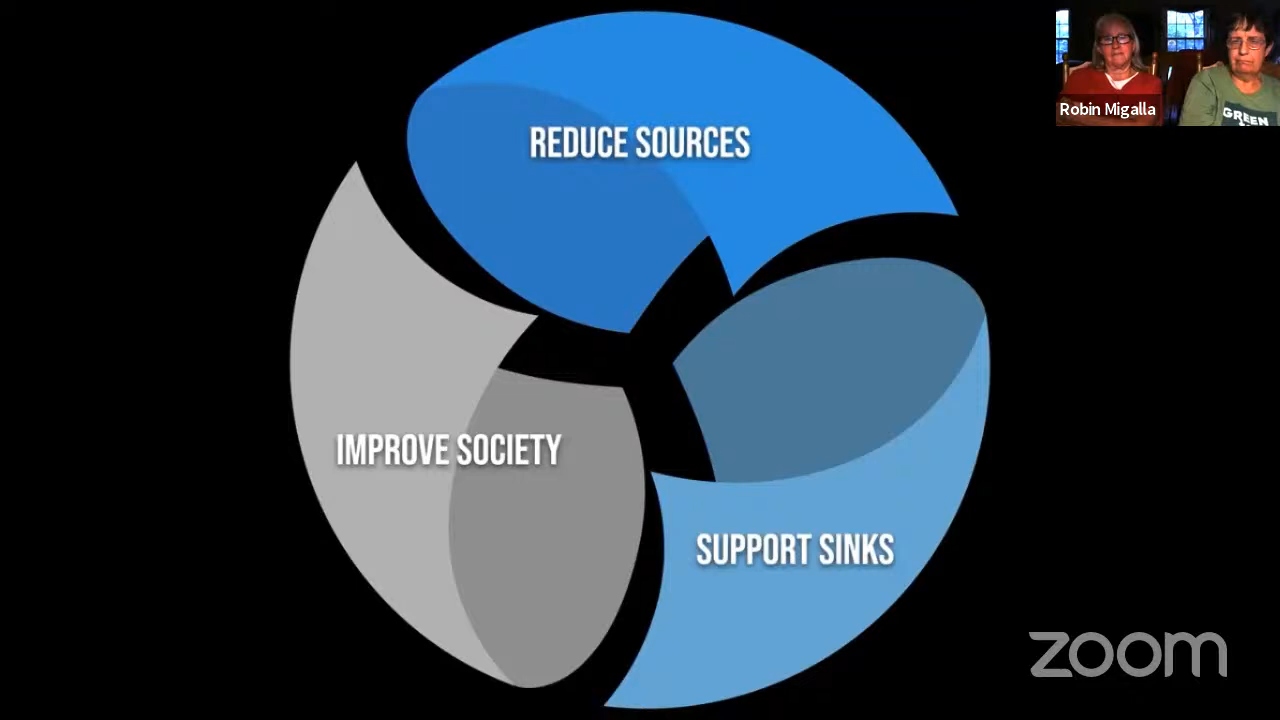 REDUCE SOURCES
Robin Migalla
GREEN
IMPROVE SOCIETY
SUPPORT SINKS
zoom